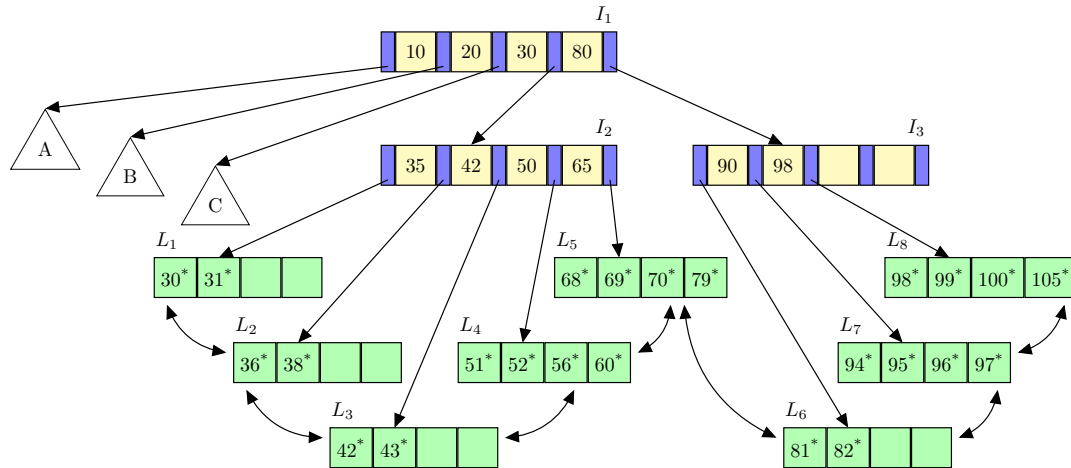 I₁
10 20 30 80
A
B
C
I₂
35 42 50 65
I₃
90 98
L₁
30* 31*
L₅
68* 69* 70* 79*
L₈
98* 99* 100* 105*
L₂
36* 38*
L₄
51* 52* 56* 60*
L₇
94* 95* 96* 97*
L₃
42* 43*
L₆
81* 82*